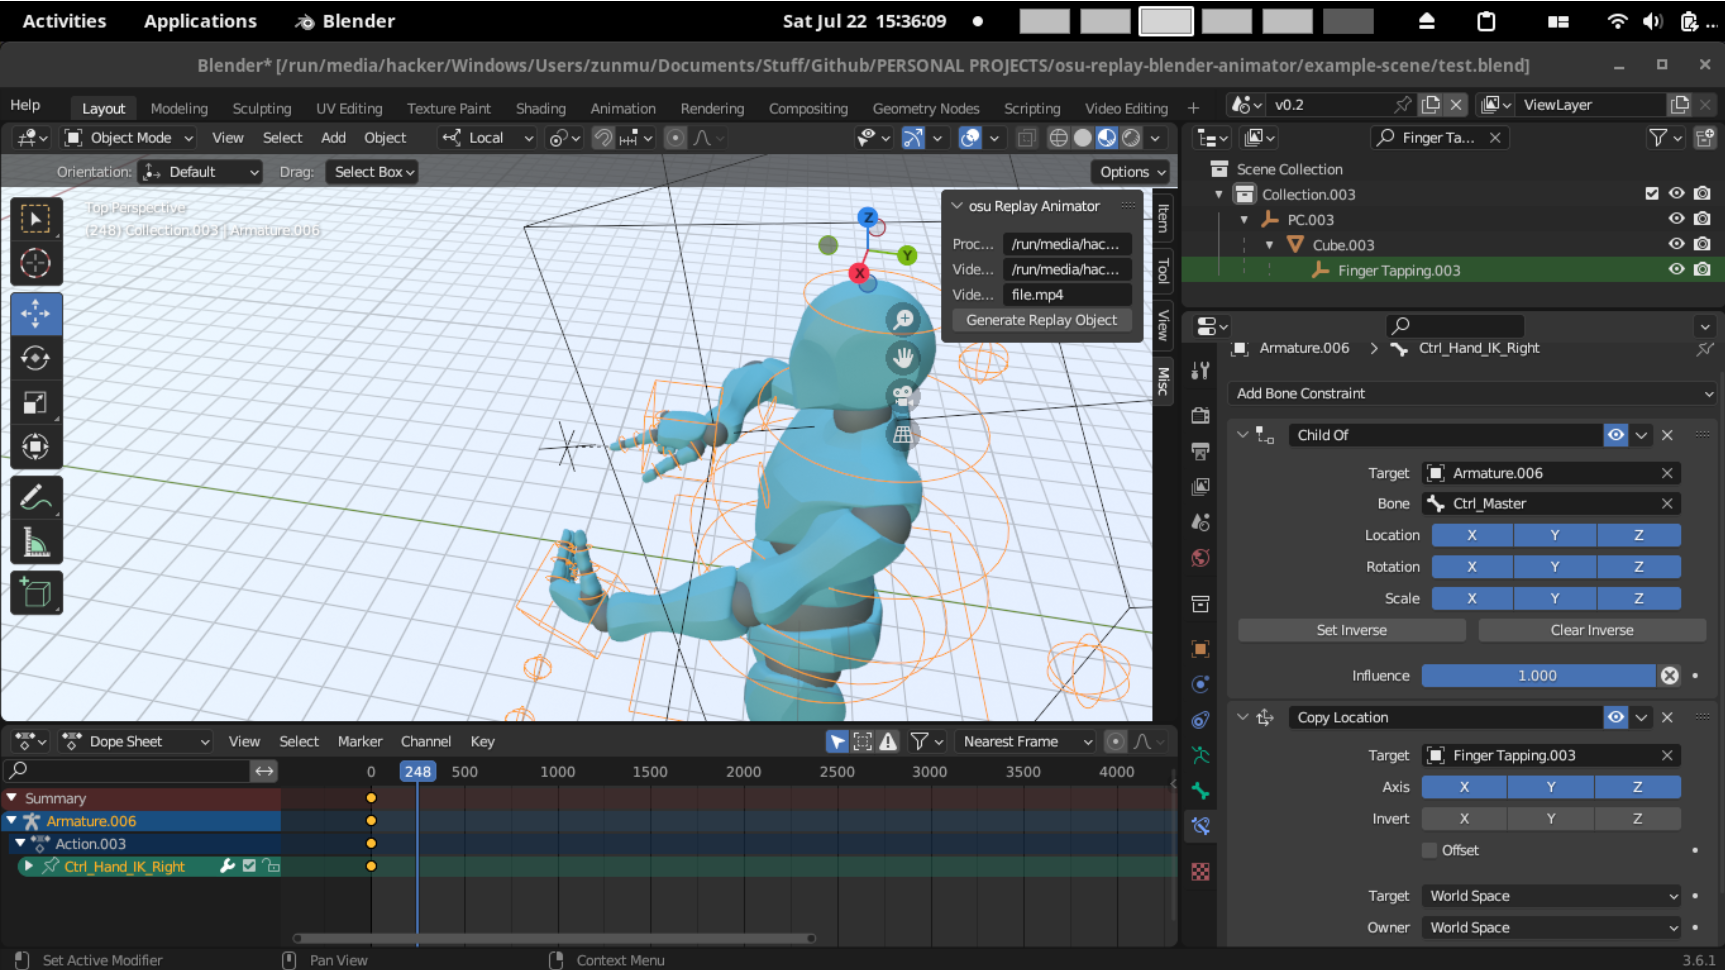 Activities Applications Blender Sat Jul 22 15:36:09
Blender* [/run/media/hacker/Windows/Users/zunmu/Documents/Stuff/Github/PERSONAL PROJECTS/osu-replay-blender-animator/example-scene/test.blend]
Help Layout Modeling Sculpting UV Editing Texture Paint Shading Animation Rendering Compositing Geometry Nodes Scripting Video Editing + v0.2 ViewLayer
Object Mode View Select Add Object Local
Finger Ta...
Orientation: Default Drag: Select Box Options
Top Perspective
(248) Collection.003 | Armature.006
osu Replay Animator
Proc... /run/media/hac...
Vide... /run/media/hac...
Vide... file.mp4
Generate Replay Object
Z
Y
X
Item
Tool
View
Misc
Scene Collection
Collection.003
PC.003
Cube.003
Finger Tapping.003
Armature.006 > Ctrl_Hand_IK_Right
Add Bone Constraint
Child Of
Target Armature.006
Bone Ctrl_Master
Location X Y Z
Rotation X Y Z
Scale X Y Z
Set Inverse Clear Inverse
Influence 1.000
Copy Location
Target Finger Tapping.003
Axis X Y Z
Invert X Y Z
Offset
Target World Space
Owner World Space
Dope Sheet View Select Marker Channel Key Nearest Frame
0 248 500 1000 1500 2000 2500 3000 3500 4000
Summary
Armature.006
Action.003
Ctrl_Hand_IK_Right
Set Active Modifier Pan View Context Menu 3.6.1